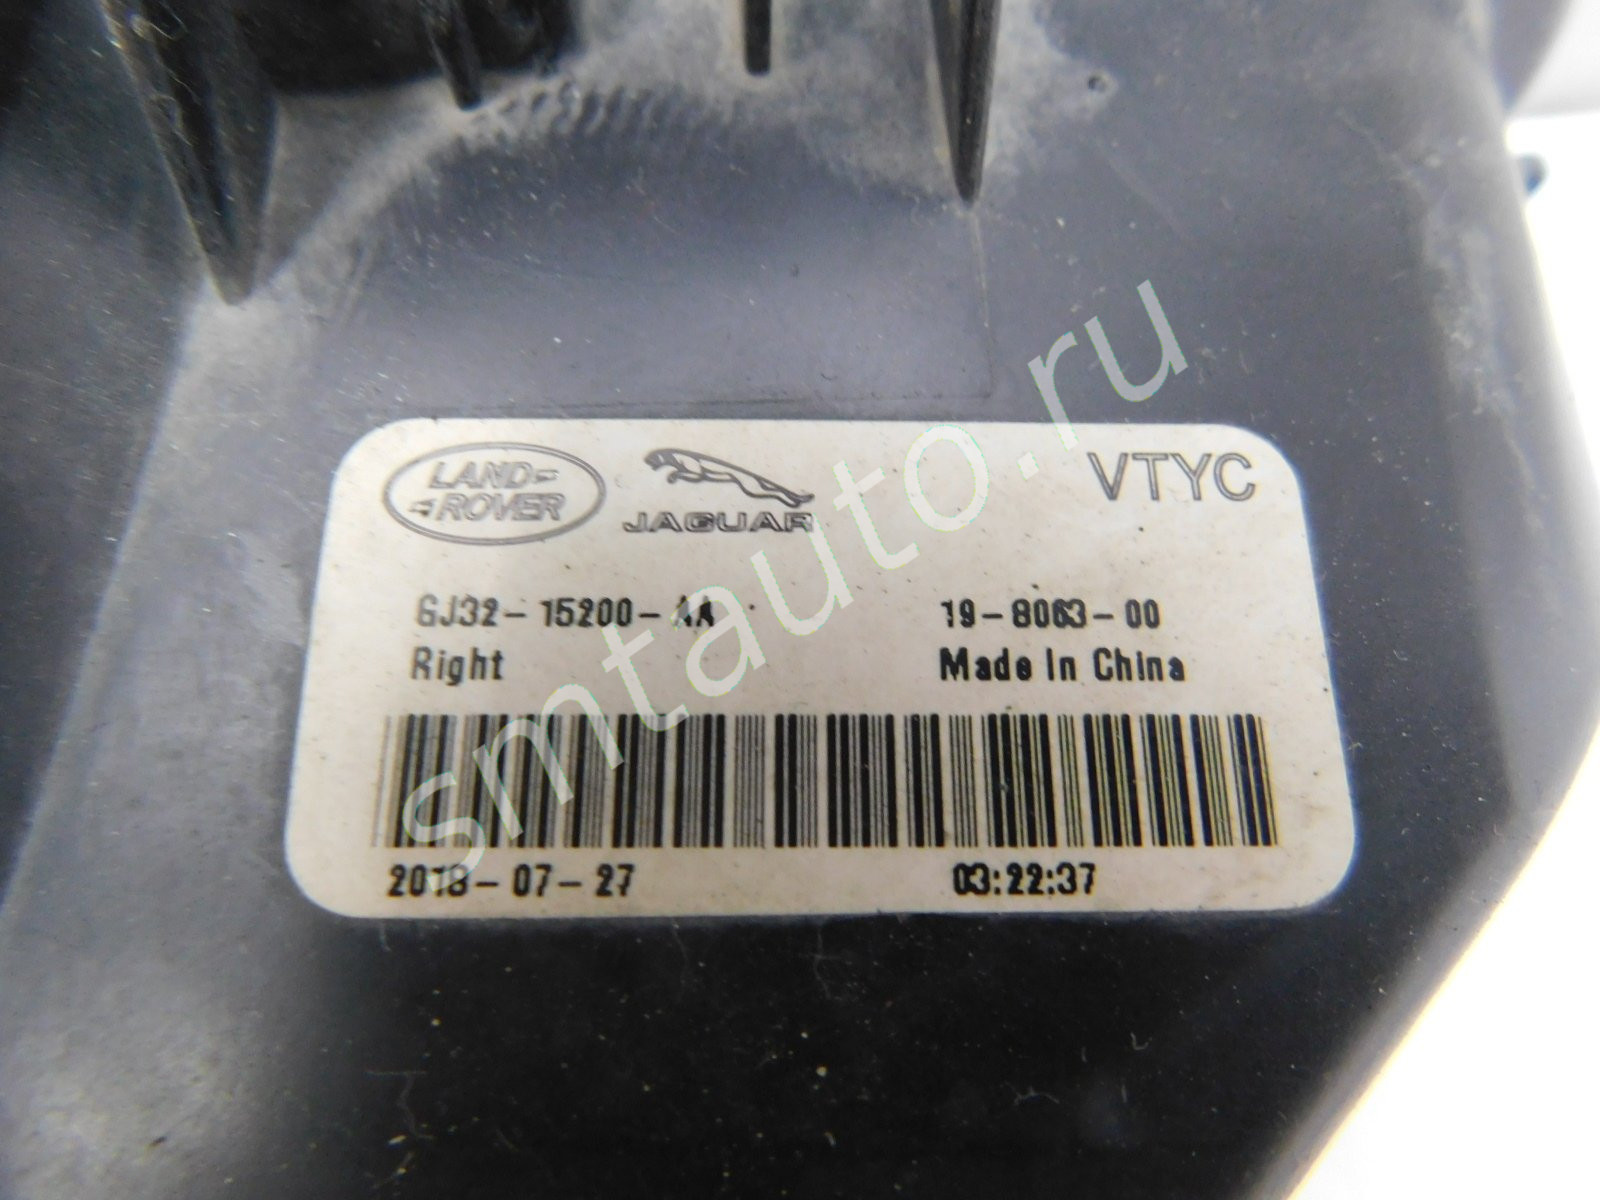 LAND
ROVER
JAGUAR
VTYC
GJ32-15200-AA
19-8063-00
Right
Made In China
2018-07-27
03:22:37
smtauto.ru